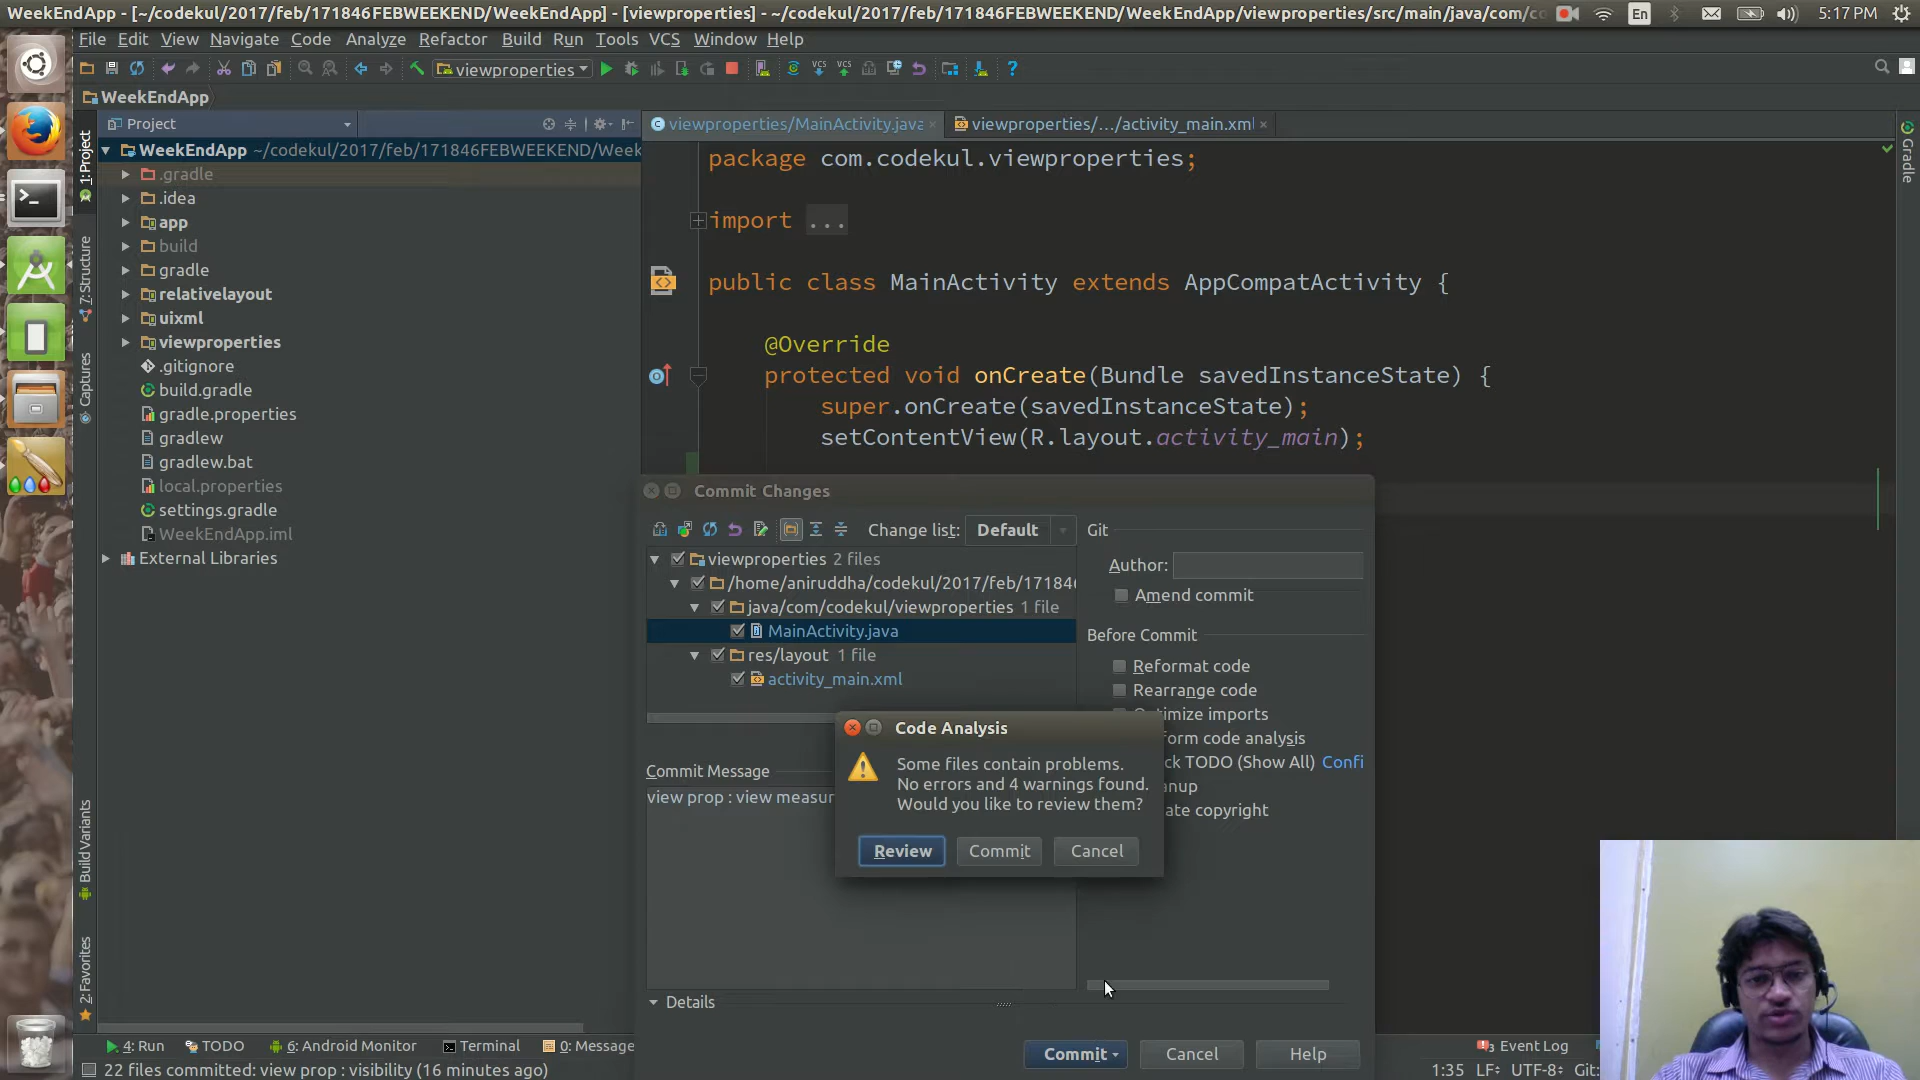 WeekEndApp - [~/codekul/2017/feb/171846FEBWEEKEND/WeekEndApp] - [viewproperties] - ~/codekul/2017/feb/171846FEBWEEKEND/WeekEndApp/viewproperties/src/main/java/com/co
En
5:17 PM
File Edit View Navigate Code Analyze Refactor Build Run Tools VCS Window Help
viewproperties
VCS VCS
WeekEndApp
Project
viewproperties/MainActivity.java
viewproperties/.../activity_main.xml
1: Project
7: Structure
Captures
Build Variants
2: Favorites
Gradle
WeekEndApp ~/codekul/2017/feb/171846FEBWEEKEND/Week
.gradle
.idea
app
build
gradle
relativelayout
uixml
viewproperties
.gitignore
build.gradle
gradle.properties
gradlew
gradlew.bat
local.properties
settings.gradle
WeekEndApp.iml
External Libraries
package com.codekul.viewproperties;
import ...
public class MainActivity extends AppCompatActivity {
@Override
protected void onCreate(Bundle savedInstanceState) {
super.onCreate(savedInstanceState);
setContentView(R.layout.activity_main);
Commit Changes
Change list: Default
Git
viewproperties 2 files
/home/aniruddha/codekul/2017/feb/17184
java/com/codekul/viewproperties 1 file
MainActivity.java
res/layout 1 file
activity_main.xml
Author:
Amend commit
Before Commit
Reformat code
Rearrange code
timize imports
form code analysis
ck TODO (Show All) Confi
anup
ate copyright
Commit Message
view prop : view measur
Code Analysis
Some files contain problems.
No errors and 4 warnings found.
Would you like to review them?
Review Commit Cancel
Details
Commit Cancel Help
4: Run TODO 6: Android Monitor Terminal 0: Message
Event Log
22 files committed: view prop : visibility (16 minutes ago)
1:35 LF UTF-8 Git: